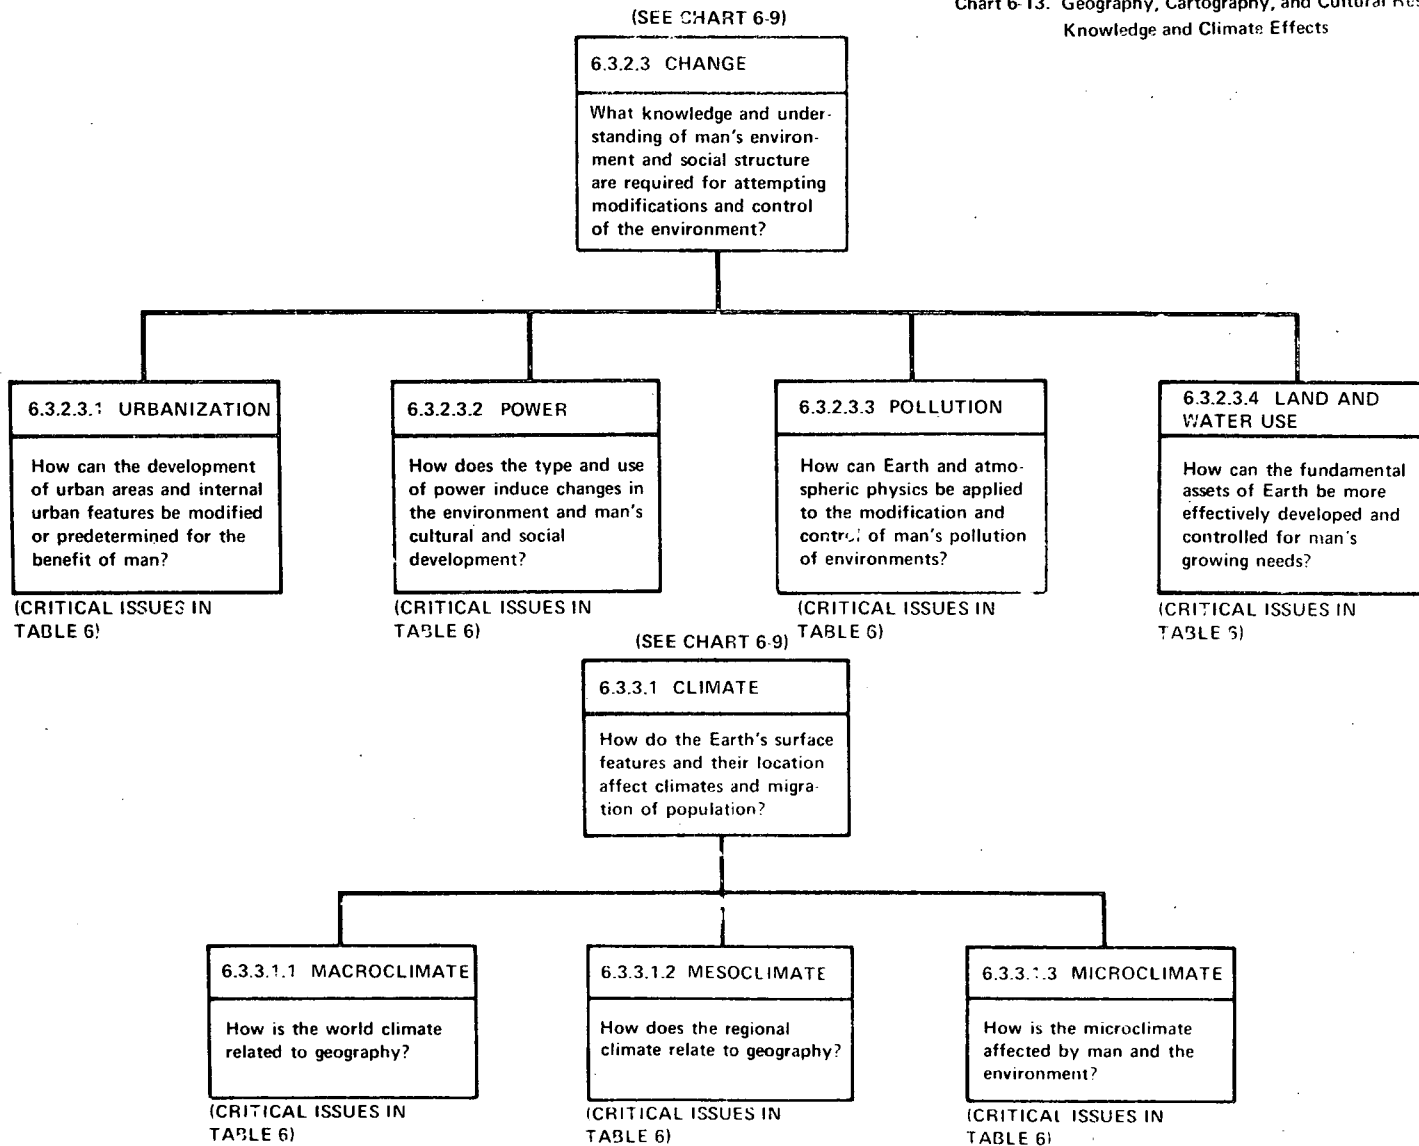 (SEE CHART 6-9)
Chart 6-13. Geography, Cartography, and Cultural
Knowledge and Climate Effects
6.3.2.3 CHANGE
What knowledge and under-
standing of man's environ-
ment and social structure
are required for attempting
modifications and control
of the environment?
6.3.2.3.1 URBANIZATION
How can the development
of urban areas and internal
urban features be modified
or predetermined for the
benefit of man?
(CRITICAL ISSUES IN
TABLE 6)
6.3.2.3.2 POWER
How does the type and use
of power induce changes in
the environment and man's
cultural and social
development?
(CRITICAL ISSUES IN
TABLE 6)
6.3.2.3.3 POLLUTION
How can Earth and atmo-
spheric physics be applied
to the modification and
control of man's pollution
of environments?
(CRITICAL ISSUES IN
TABLE 6)
6.3.2.3.4 LAND AND
WATER USE
How can the fundamental
assets of Earth be more
effectively developed and
controlled for man's
growing needs?
(CRITICAL ISSUES IN
TABLE 6)
(SEE CHART 6-9)
6.3.3.1 CLIMATE
How do the Earth's surface
features and their location
affect climates and migra-
tion of population?
6.3.3.1.1 MACROCLIMATE
How is the world climate
related to geography?
(CRITICAL ISSUES IN
TABLE 6)
6.3.3.1.2 MESOCLIMATE
How does the regional
climate relate to geography?
(CRITICAL ISSUES IN
TABLE 6)
6.3.3.1.3 MICROCLIMATE
How is the microclimate
affected by man and the
environment?
(CRITICAL ISSUES IN
TABLE 6)